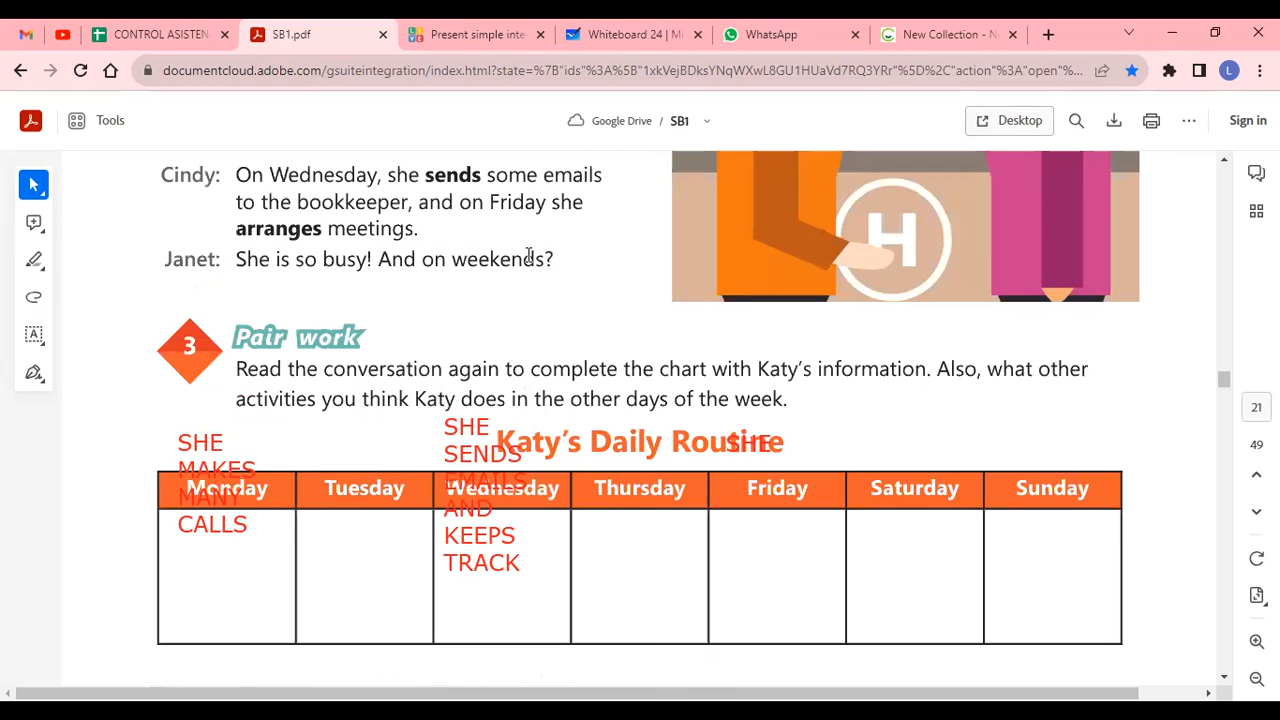 CONTROL ASISTEN
SB1.pdf
Present simple inte
Whiteboard 24 | Mi
WhatsApp
New Collection - N
documentcloud.adobe.com/gsuiteintegration/index.html?state=%7B"ids"%3A%5B"1xkVejBDksYNqWXwL8GU1HUaVd7RQ3YRr"%5D%2C"action"%3A"open"%...
L
Tools
Google Drive / SB1
Desktop
Sign in
Cindy: On Wednesday, she sends some emails
to the bookkeeper, and on Friday she
arranges meetings.
Janet: She is so busy! And on weekends?
H
3 Pair work
Read the conversation again to complete the chart with Katy's information. Also, what other
activities you think Katy does in the other days of the week.
Katy's Daily Routine
Monday Tuesday Wednesday Thursday Friday Saturday Sunday
SHE
MAKES
MANY
CALLS
SHE
SENDS
EMAILS
AND
KEEPS
TRACK
SHE
21
49